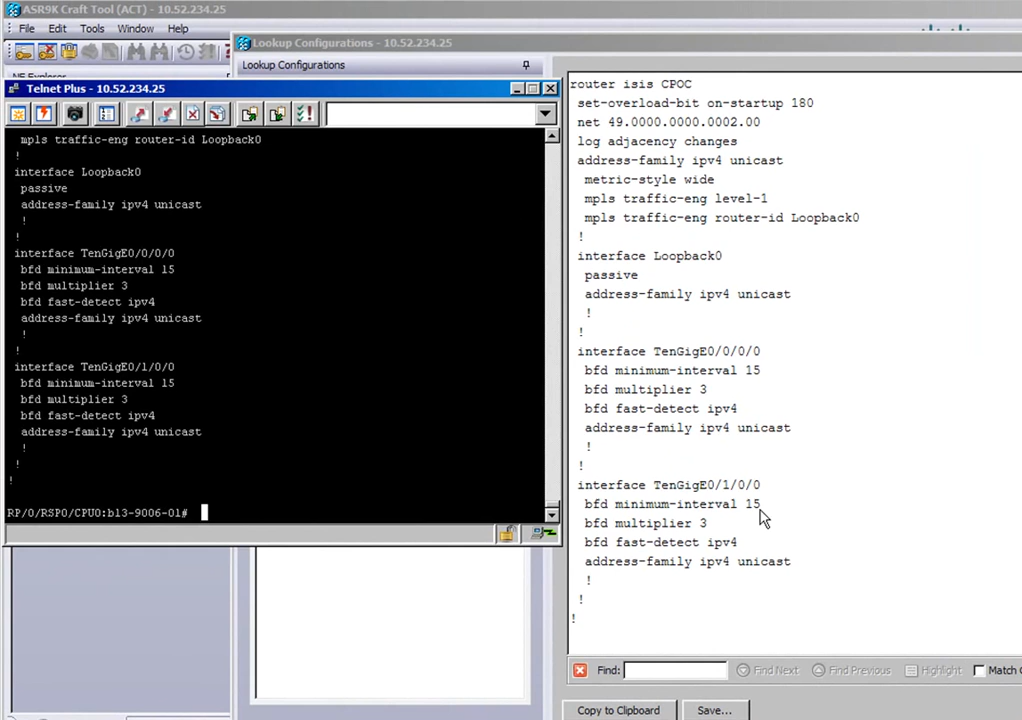 ASR9K Craft Tool (ACT) - 10.52.234.25
File Edit Tools Window Help
Lookup Configurations - 10.52.234.25
Lookup Configurations
NE Explorer
Telnet Plus - 10.52.234.25
mpls traffic-eng router-id Loopback0
!
interface Loopback0
passive
address-family ipv4 unicast
!
!
interface TenGigE0/0/0/0
bfd minimum-interval 15
bfd multiplier 3
bfd fast-detect ipv4
address-family ipv4 unicast
!
!
interface TenGigE0/1/0/0
bfd minimum-interval 15
bfd multiplier 3
bfd fast-detect ipv4
address-family ipv4 unicast
!
!
!
RP/0/RSP0/CPU0:b13-9006-01#
router isis CPOC
set-overload-bit on-startup 180
net 49.0000.0000.0002.00
log adjacency changes
address-family ipv4 unicast
metric-style wide
mpls traffic-eng level-1
mpls traffic-eng router-id Loopback0
!
interface Loopback0
passive
address-family ipv4 unicast
!
!
interface TenGigE0/0/0/0
bfd minimum-interval 15
bfd multiplier 3
bfd fast-detect ipv4
address-family ipv4 unicast
!
!
interface TenGigE0/1/0/0
bfd minimum-interval 15
bfd multiplier 3
bfd fast-detect ipv4
address-family ipv4 unicast
!
!
!
Find: Find Next Find Previous Highlight Match
Copy to Clipboard Save...